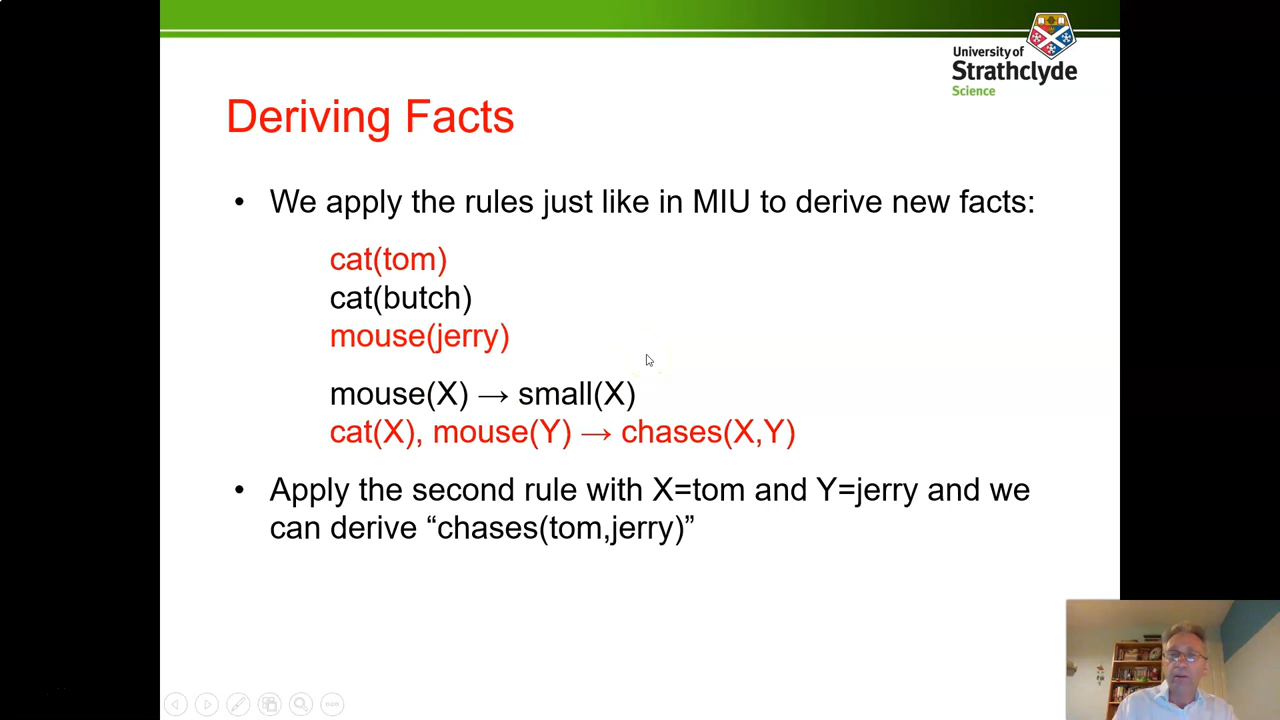 University of
Strathclyde
Science
Deriving Facts
• We apply the rules just like in MIU to derive new facts:
cat(tom)
cat(butch)
mouse(jerry)
mouse(X) → small(X)
cat(X), mouse(Y) → chases(X,Y)
• Apply the second rule with X=tom and Y=jerry and we
can derive “chases(tom,jerry)”